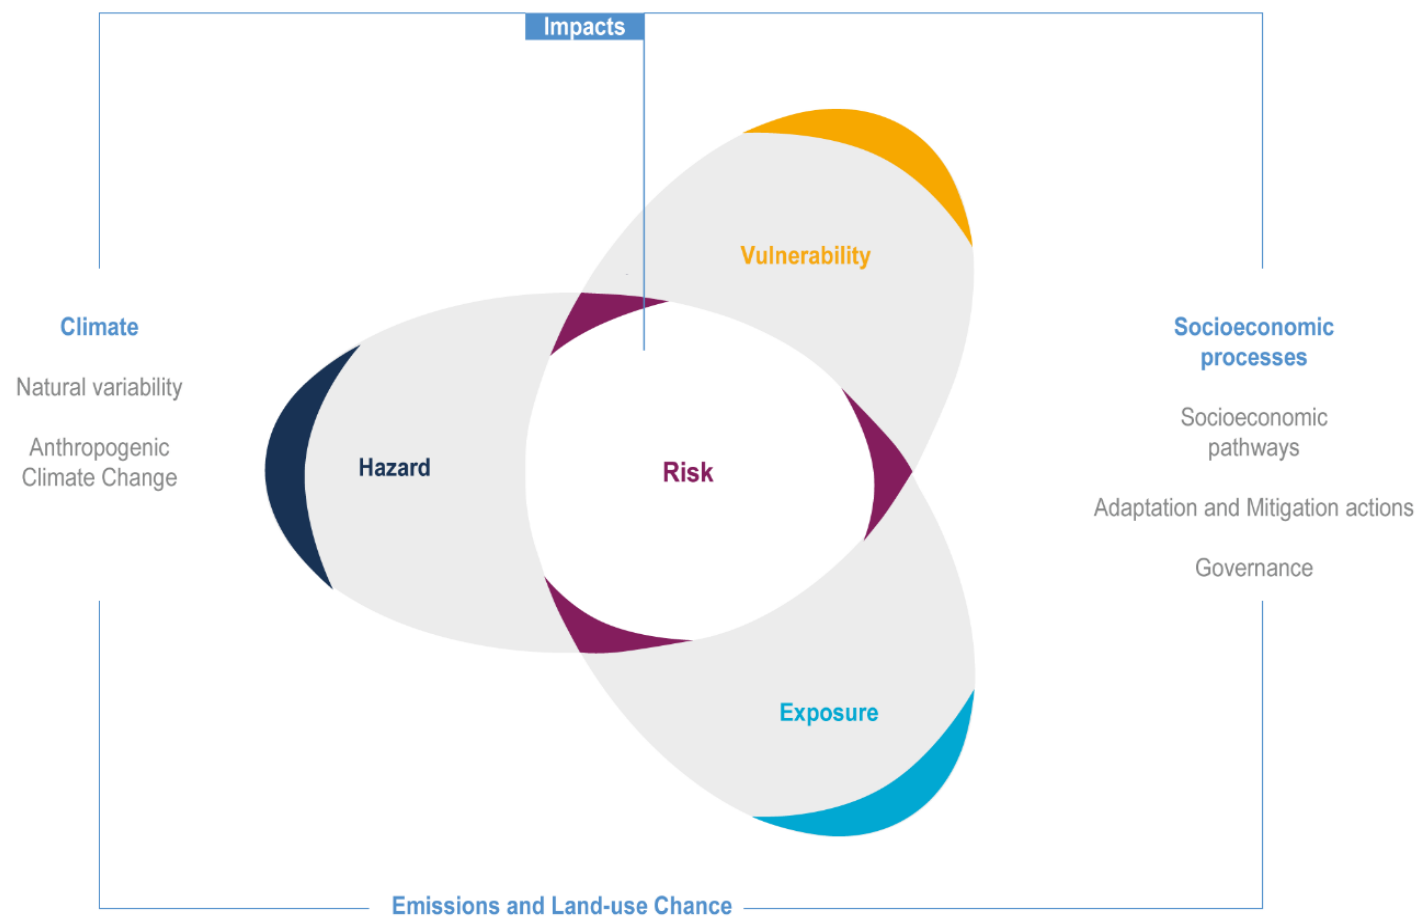 Impacts
Vulnerability
Climate
Natural variability
Anthropogenic
Climate Change
Hazard
Risk
Socioeconomic
processes
Socioeconomic
pathways
Adaptation and Mitigation actions
Governance
Exposure
Emissions and Land-use Chance